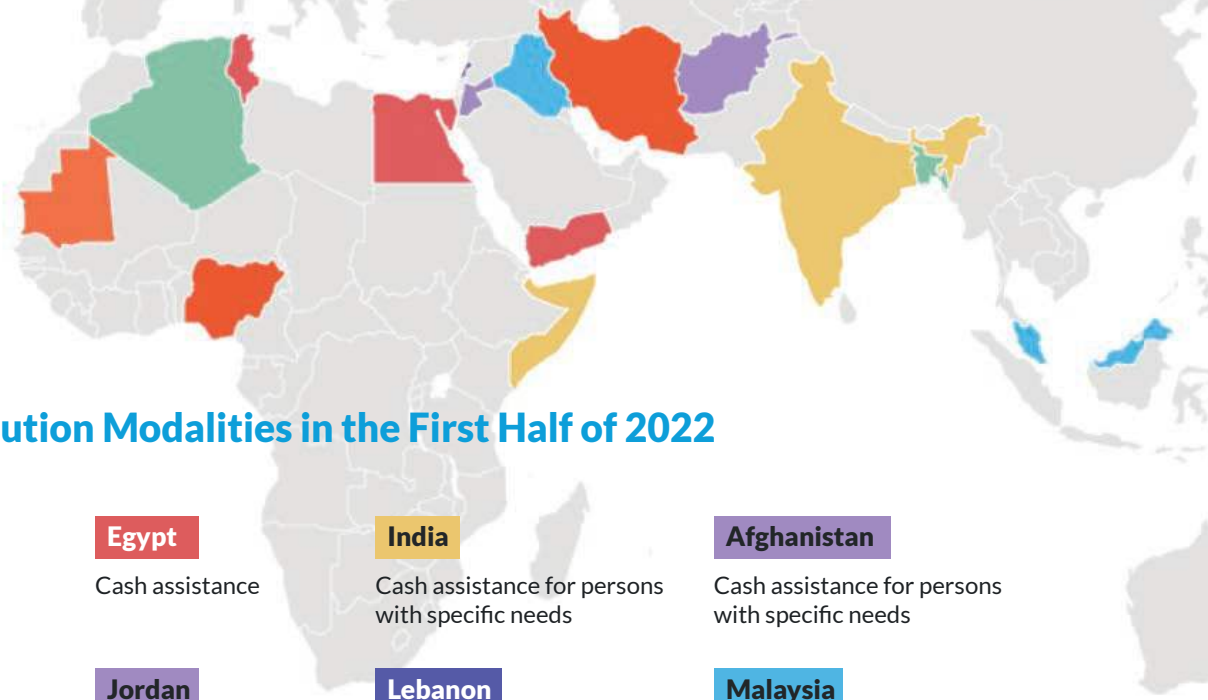 ution Modalities in the First Half of 2022
Egypt
Cash assistance
India
Cash assistance for persons
with specific needs
Afghanistan
Cash assistance for persons
with specific needs
Jordan
Lebanon
Malaysia